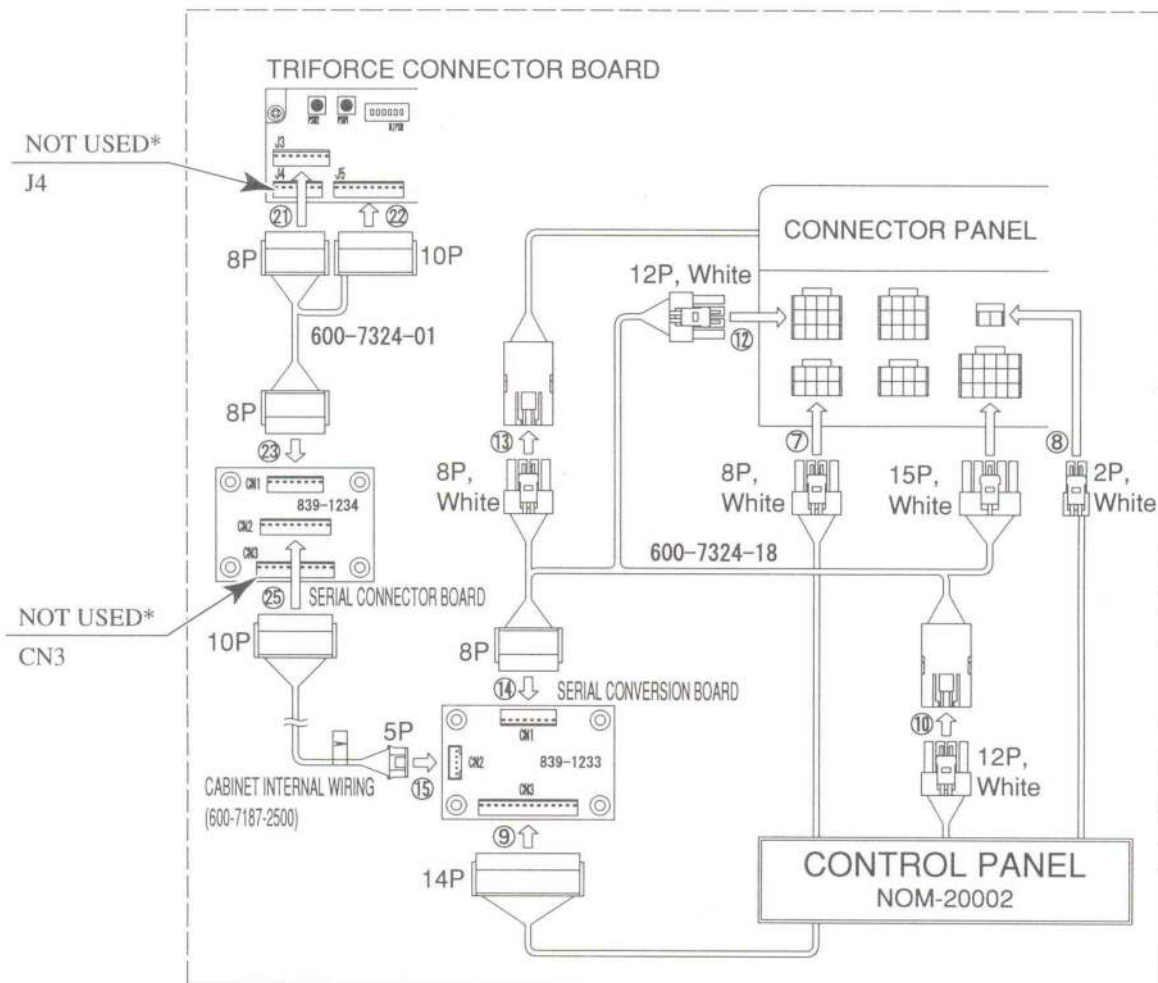 TRIFORCE CONNECTOR BOARD
PSW2
PSW1
DIPSW
NOT USED*
J4
J3
J4
J5
㉑
㉒
8P
10P
600-7324-01
8P
㉓
CN1
839-1234
CN2
CN3
NOT USED*
CN3
㉕
SERIAL CONNECTOR BOARD
10P
CONNECTOR PANEL
12P, White
⑫
⑬
8P,
White
⑦
8P,
White
15P,
White
⑧
2P,
White
600-7324-18
8P
⑭
SERIAL CONVERSION BOARD
CN1
CN2
839-1233
CN3
5P
⑮
CABINET INTERNAL WIRING
(600-7187-2500)
⑨
14P
⑩
12P,
White
CONTROL PANEL
NOM-20002